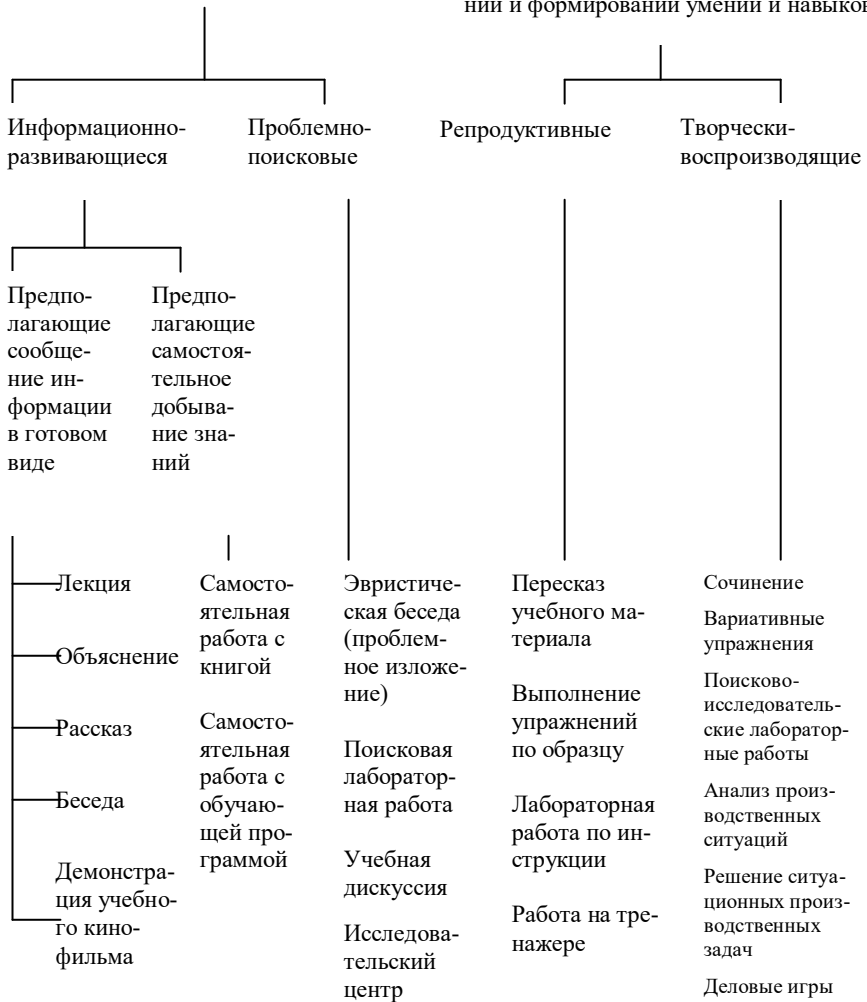 ний и формировании умений и навыков
Информационно-
развивающиеся
Проблемно-
поисковые
Репродуктивные
Творчески-
воспроизводящие
Предпо-
лагающие
сообще-
ние ин-
формации
в готовом
виде
Предпо-
лагающие
самостоя-
тельное
добыва-
ние зна-
ний
Лекция
Объяснение
Рассказ
Беседа
Демонстра-
ция учебно-
го кино-
фильма
Самосто-
ятельная
работа с
книгой
Самосто-
ятельная
работа с
обучаю-
щей про-
граммой
Эвристиче-
ская беседа
(проблем-
ное изложе-
ние)
Поисковая
лаборатор-
ная работа
Учебная
дискуссия
Исследова-
тельский
центр
Пересказ
учебного ма-
териала
Выполнение
упражнений
по образцу
Лабораторная
работа по ин-
струкции
Работа на тре-
нажере
Сочинение
Вариативные
упражнения
Поисково-
исследователь-
ские лаборатор-
ные работы
Анализ произ-
водственных
ситуаций
Решение ситуа-
ционных произ-
водственных
задач
Деловые игры